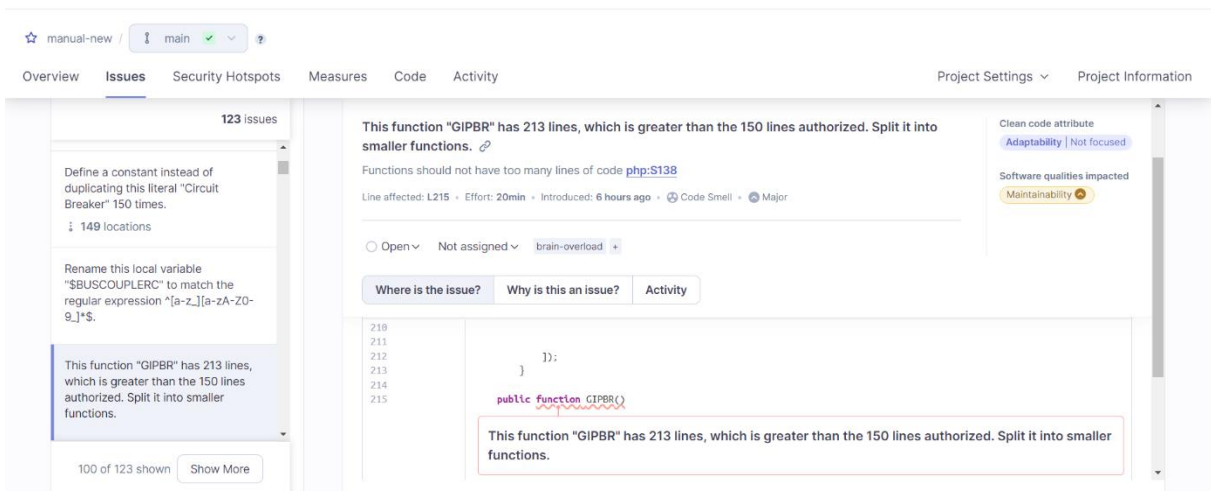 manual-new / main ?
Overview Issues Security Hotspots Measures Code Activity Project Settings Project Information
123 issues
Define a constant instead of
duplicating this literal "Circuit
Breaker" 150 times.
149 locations
Rename this local variable
"$BUSCOUPLERC" to match the
regular expression ^[a-z_][a-zA-Z0-
9_]*$.
This function "GIPBR" has 213 lines,
which is greater than the 150 lines
authorized. Split it into smaller
functions.
100 of 123 shown Show More
This function "GIPBR" has 213 lines, which is greater than the 150 lines authorized. Split it into
smaller functions.
Functions should not have too many lines of code php:S138
Line affected: L215 • Effort: 20min • Introduced: 6 hours ago • Code Smell • Major
Open Not assigned brain-overload +
Where is the issue? Why is this an issue? Activity
210
211
212 ]);
213 }
214
215 public function GIPBR()
This function "GIPBR" has 213 lines, which is greater than the 150 lines authorized. Split it into smaller
functions.
Clean code attribute
Adaptability | Not focused
Software qualities impacted
Maintainability